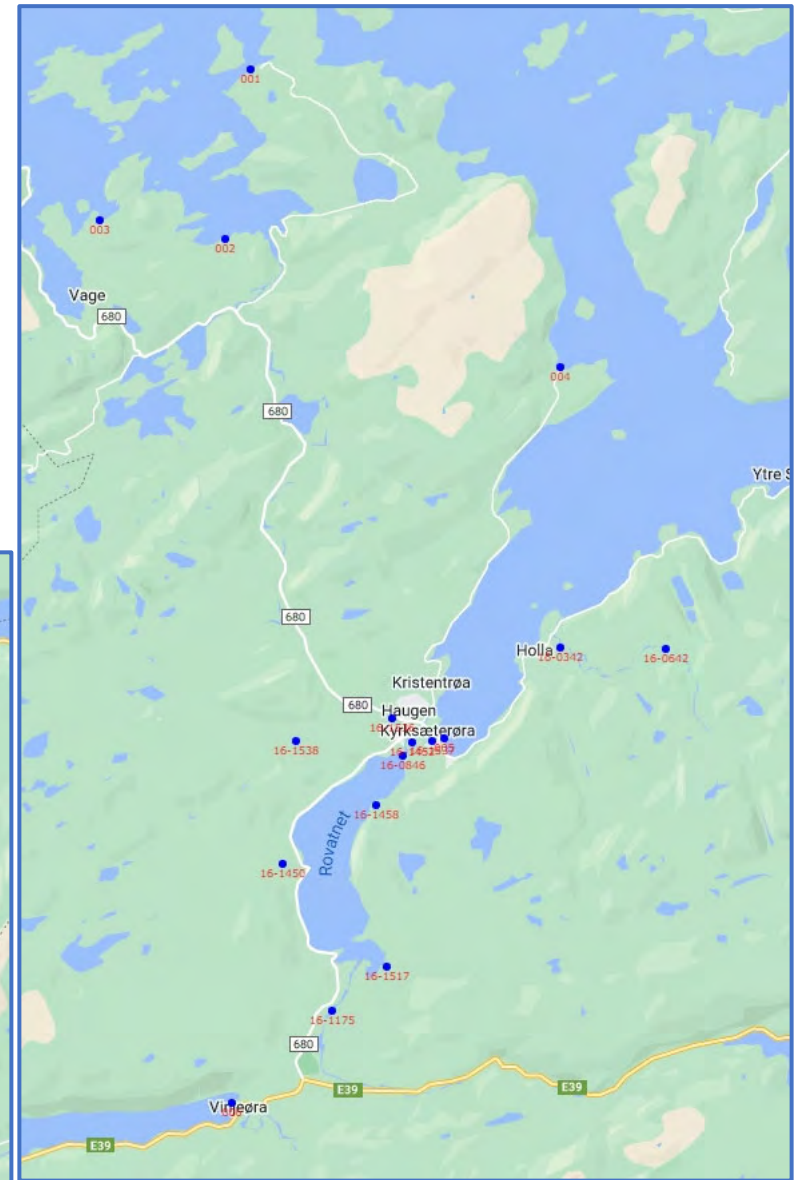 001
003
002
Vage
680
680
004
Ytre S
680
Holla
16-0342
16-0642
Kristentrøa
680
Haugen
Kyrksæterøra
16-1538
16-0846
16-1458
Rovatnet
16-1450
16-1517
16-1175
680
E39
E39
Vinjeøra
E39